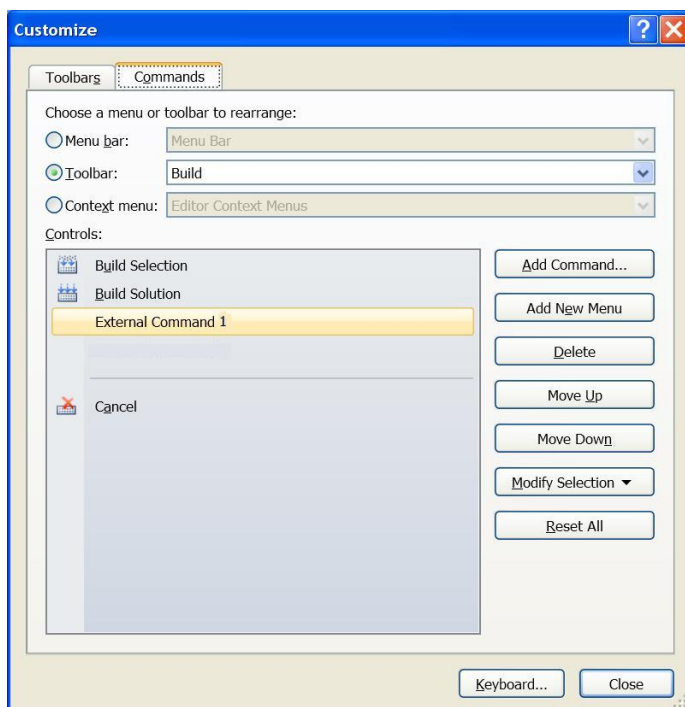 Customize
Toolbars Commands
Choose a menu or toolbar to rearrange:
Menu bar: Menu Bar
Toolbar: Build
Context menu: Editor Context Menus
Controls:
Build Selection
Build Solution
External Command 1
Cancel
Add Command...
Add New Menu
Delete
Move Up
Move Down
Modify Selection
Reset All
Keyboard... Close